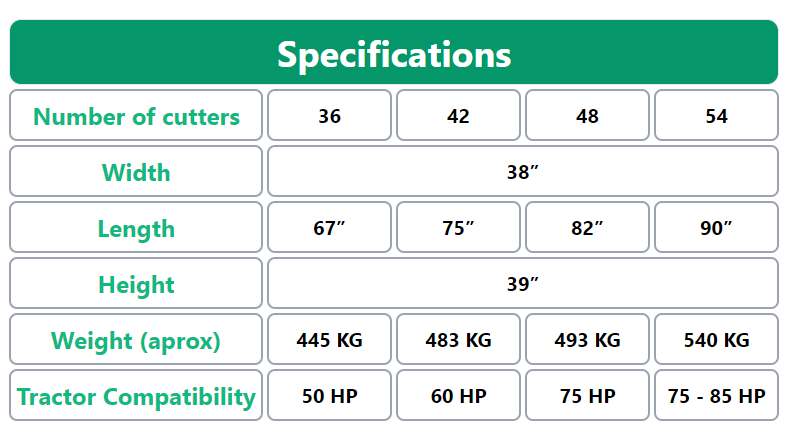 Specifications
Number of cutters 36 42 48 54
Width 38”
Length 67” 75” 82” 90”
Height 39”
Weight (aprox) 445 KG 483 KG 493 KG 540 KG
Tractor Compatibility 50 HP 60 HP 75 HP 75 - 85 HP